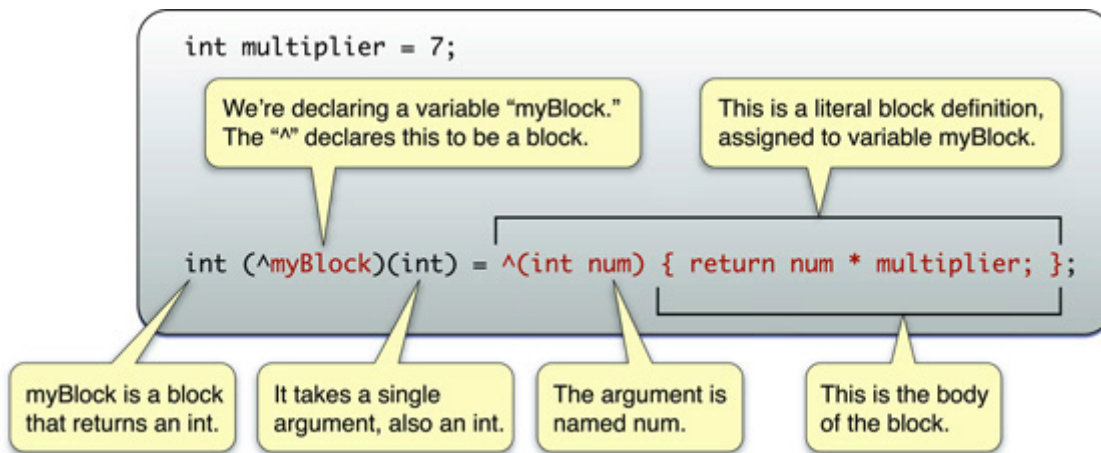 int multiplier = 7;
We're declaring a variable “myBlock.”
The “^” declares this to be a block.
This is a literal block definition,
assigned to variable myBlock.
int (^myBlock)(int) = ^(int num) { return num * multiplier; };
myBlock is a block
that returns an int.
It takes a single
argument, also an int.
The argument is
named num.
This is the body
of the block.